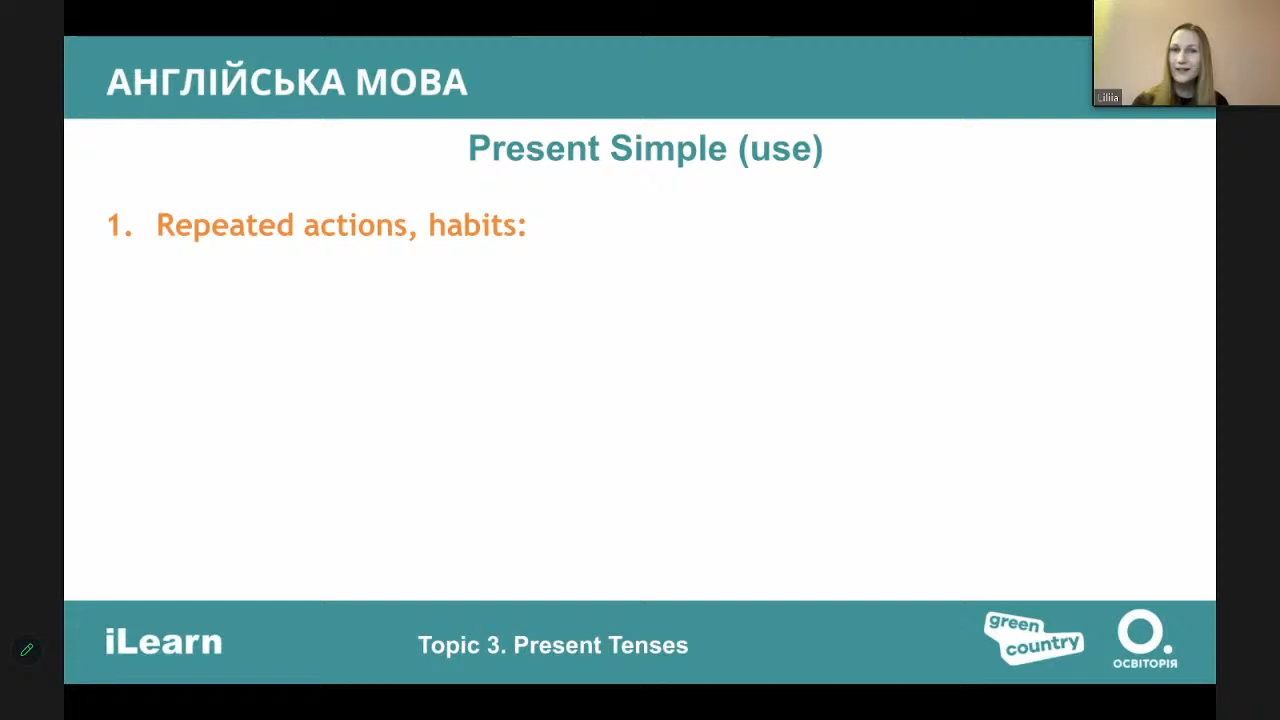 АНГЛІЙСЬКА МОВА
Liliia
Present Simple (use)
1. Repeated actions, habits:
iLearn
Topic 3. Present Tenses
green
country
ОСВІТОРІЯ